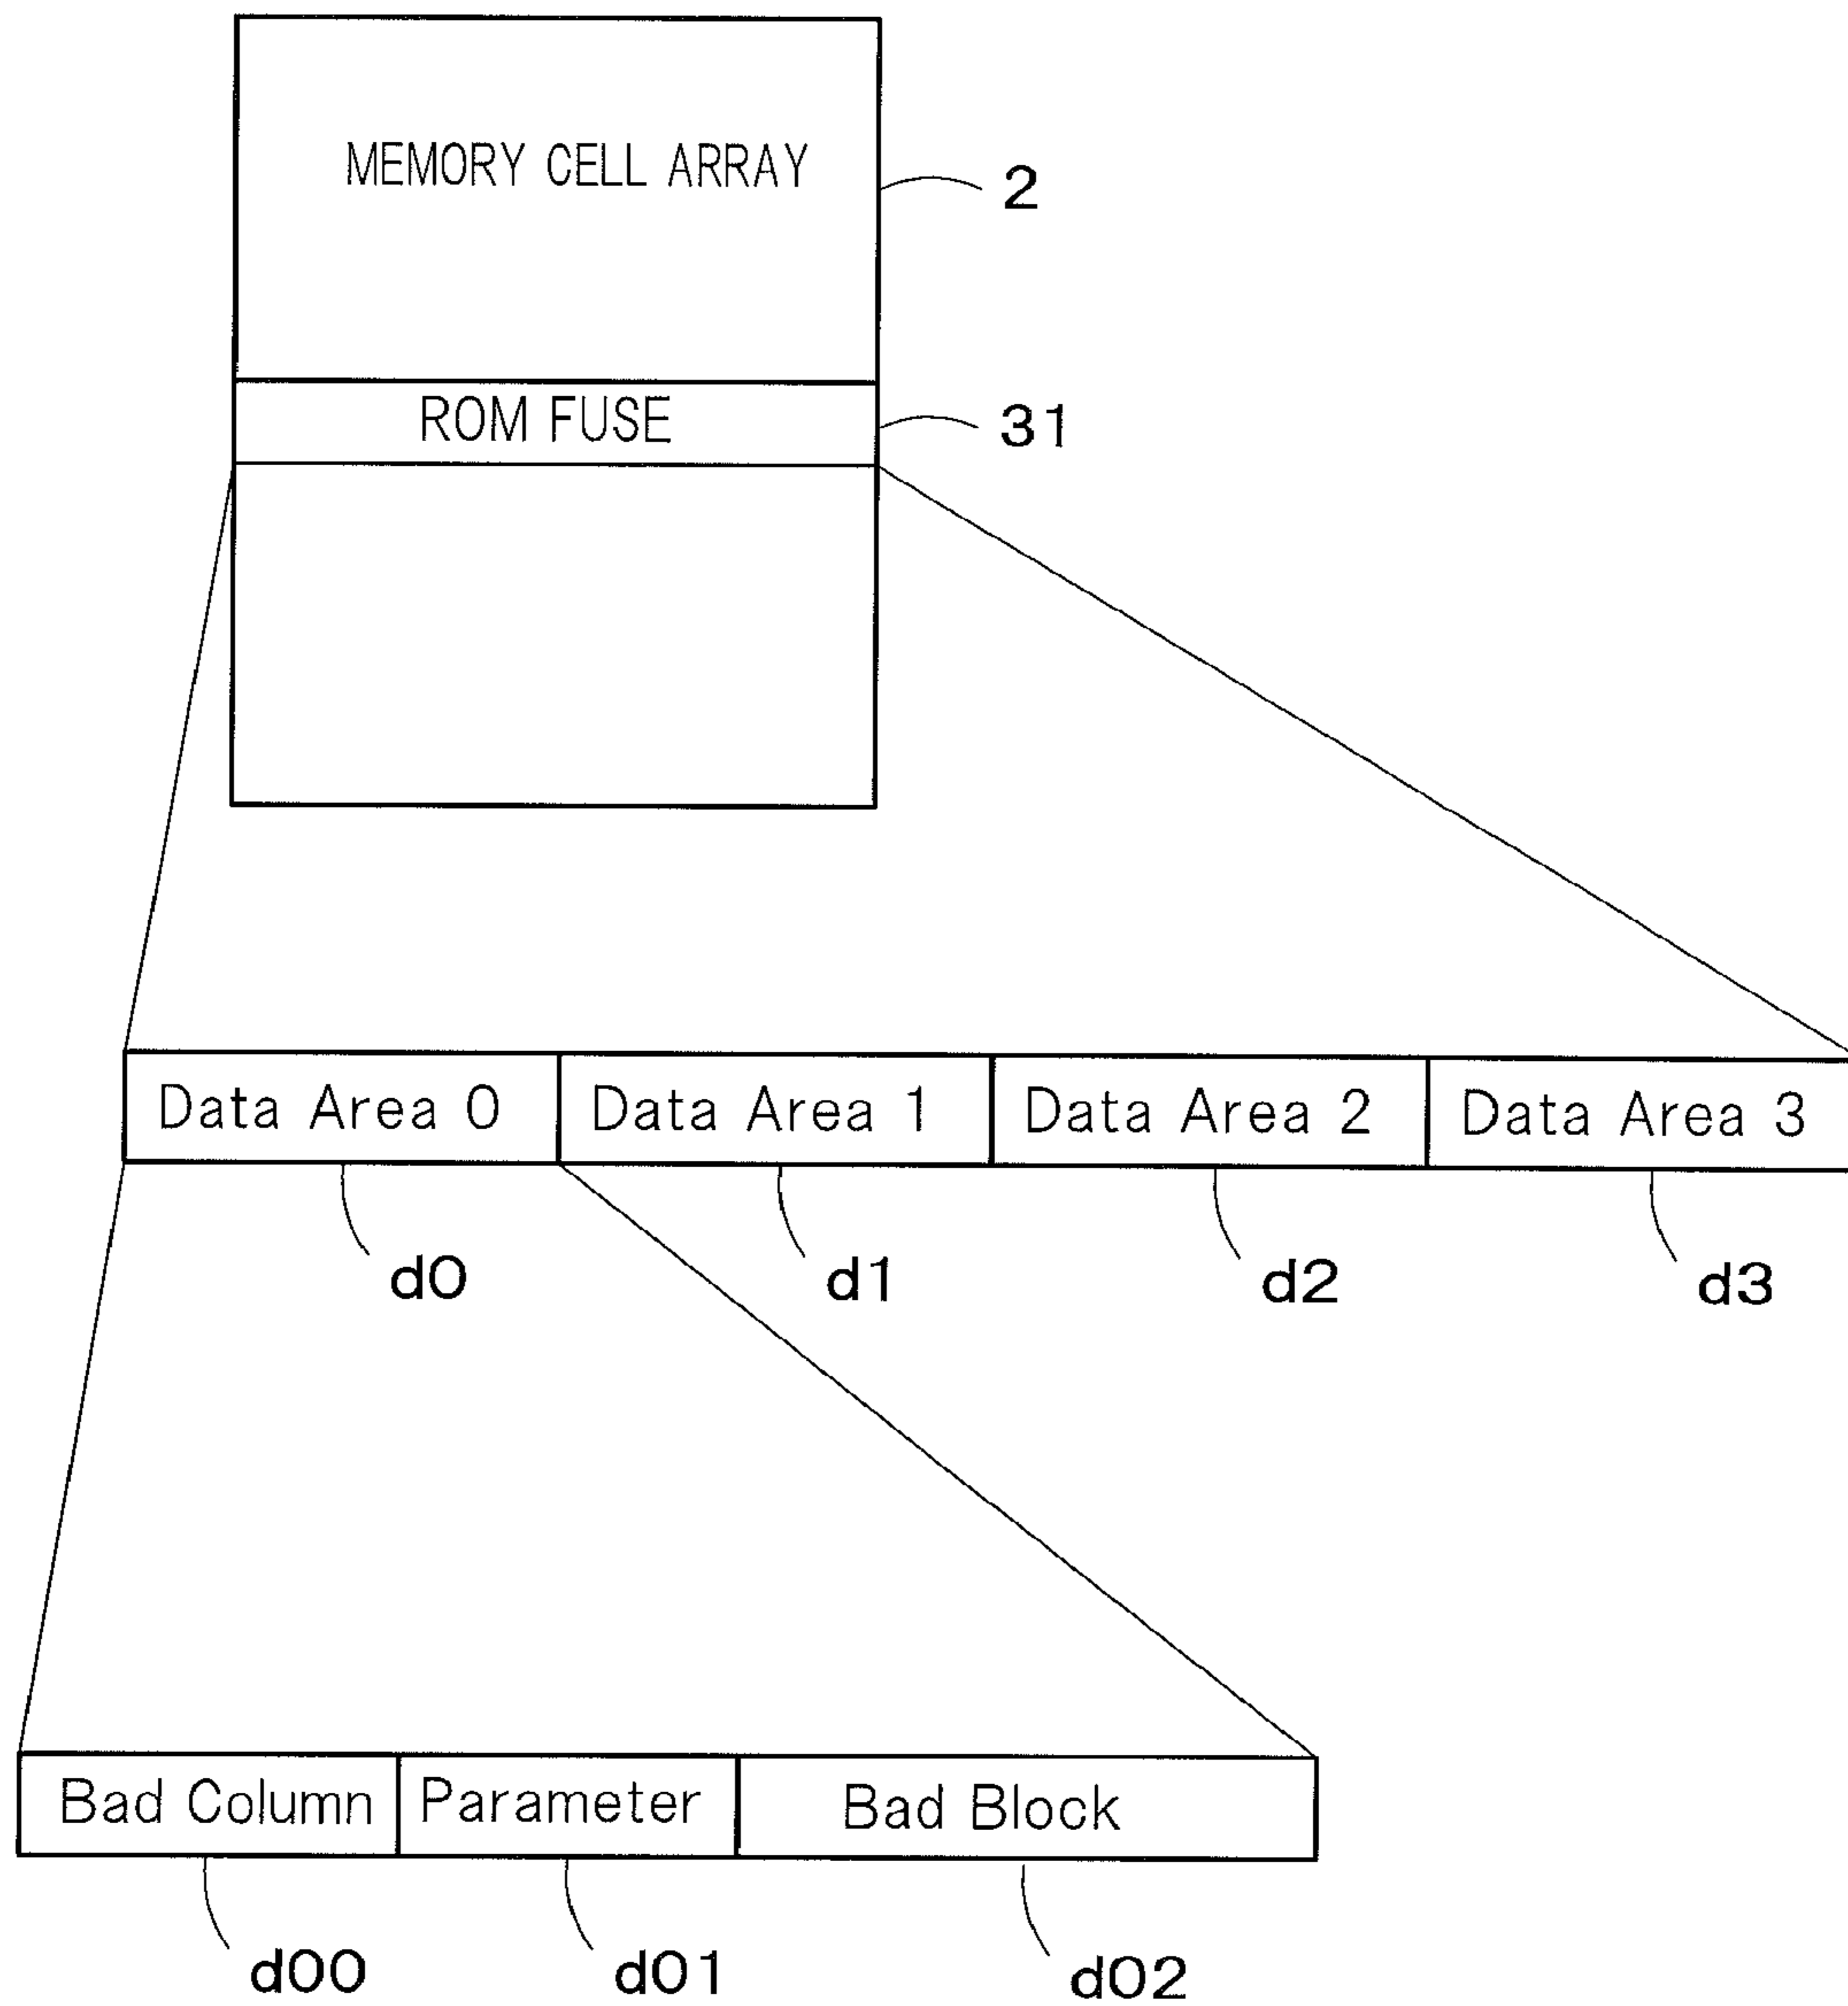 MEMORY CELL ARRAY
2
ROM FUSE
31
Data Area 0
Data Area 1
Data Area 2
Data Area 3
d0
d1
d2
d3
Bad Column
Parameter
Bad Block
d00
d01
d02